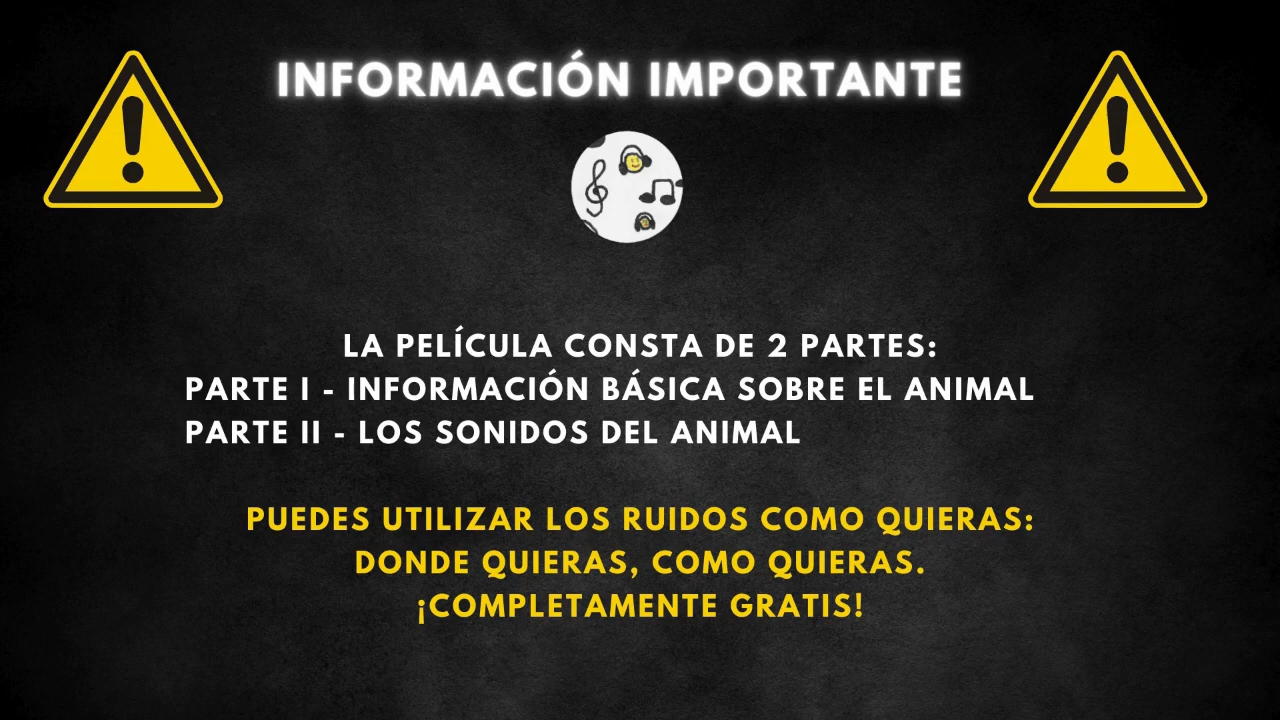 INFORMACIÓN IMPORTANTE
LA PELÍCULA CONSTA DE 2 PARTES:
PARTE I - INFORMACIÓN BÁSICA SOBRE EL ANIMAL
PARTE II - LOS SONIDOS DEL ANIMAL
PUEDES UTILIZAR LOS RUIDOS COMO QUIERAS:
DONDE QUIERAS, COMO QUIERAS.
¡COMPLETAMENTE GRATIS!